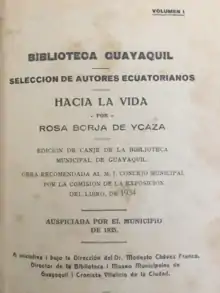 VOLUMEN I
BIBLIOTECA GUAYAQUIL
SELECCION DE AUTORES ECUATORIANOS
HACIA LA VIDA
- POR -
ROSA BORJA DE YCAZA
EDICION DE CANJE DE LA BIBLIOTECA
MUNICIPAL DE GUAYAQUIL.
OBRA RECOMENDADA AL M. I. CONCEJO MUNICIPAL
POR LA COMISION DE LA EXPOSICION
DEL LIBRO, DE 1934
AUSPICIADA POR EL MUNICIPIO
DE 1935.
A iniciativa i bajo la Dirección del Dr. Modesto Chávez Franco,
Director de la Biblioteca i Museo Municipales de
Guayaquil i Cronista Vitalicio de la Ciudad.